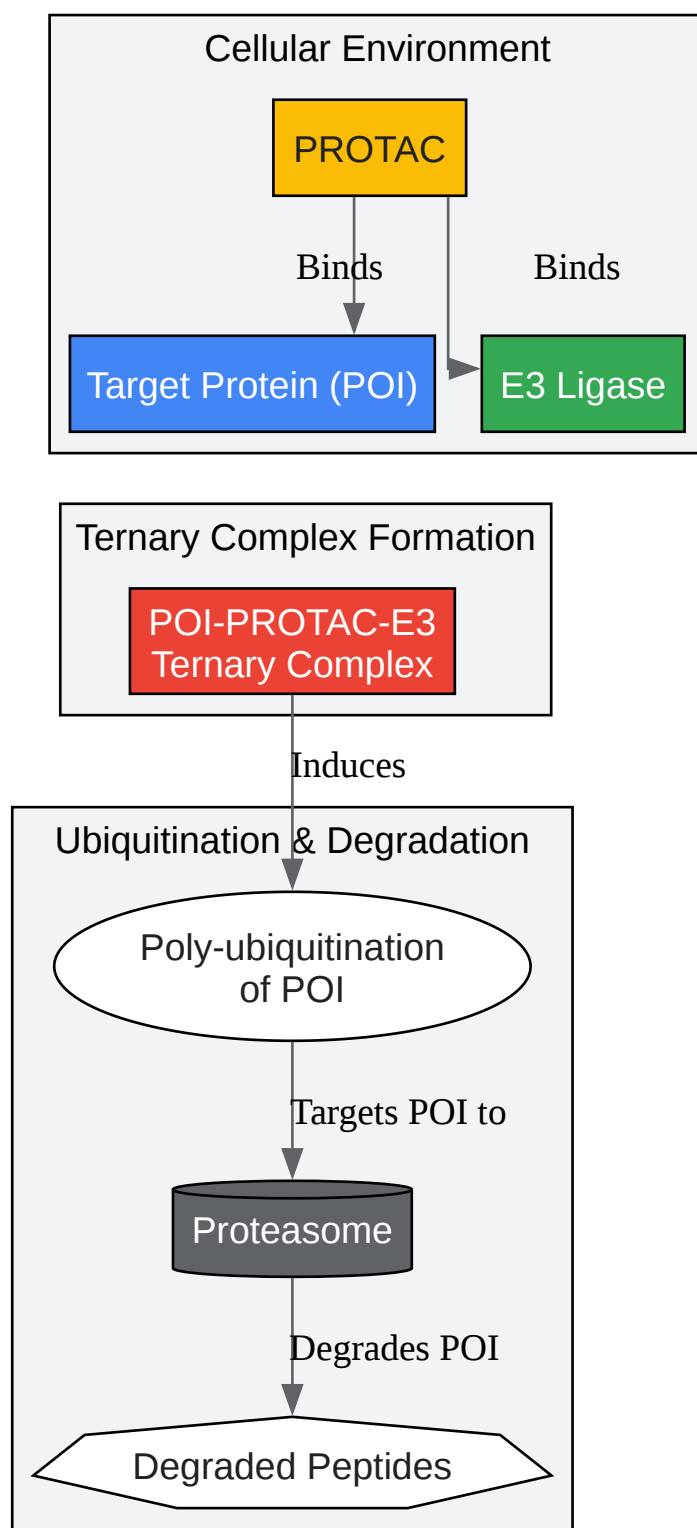 Cellular Environment
PROTAC
Binds
Binds
Target Protein (POI)
E3 Ligase
Ternary Complex Formation
POI-PROTAC-E3
Ternary Complex
Induces
Ubiquitination & Degradation
Poly-ubiquitination
of POI
Targets POI to
Proteasome
Degrades POI
Degraded Peptides